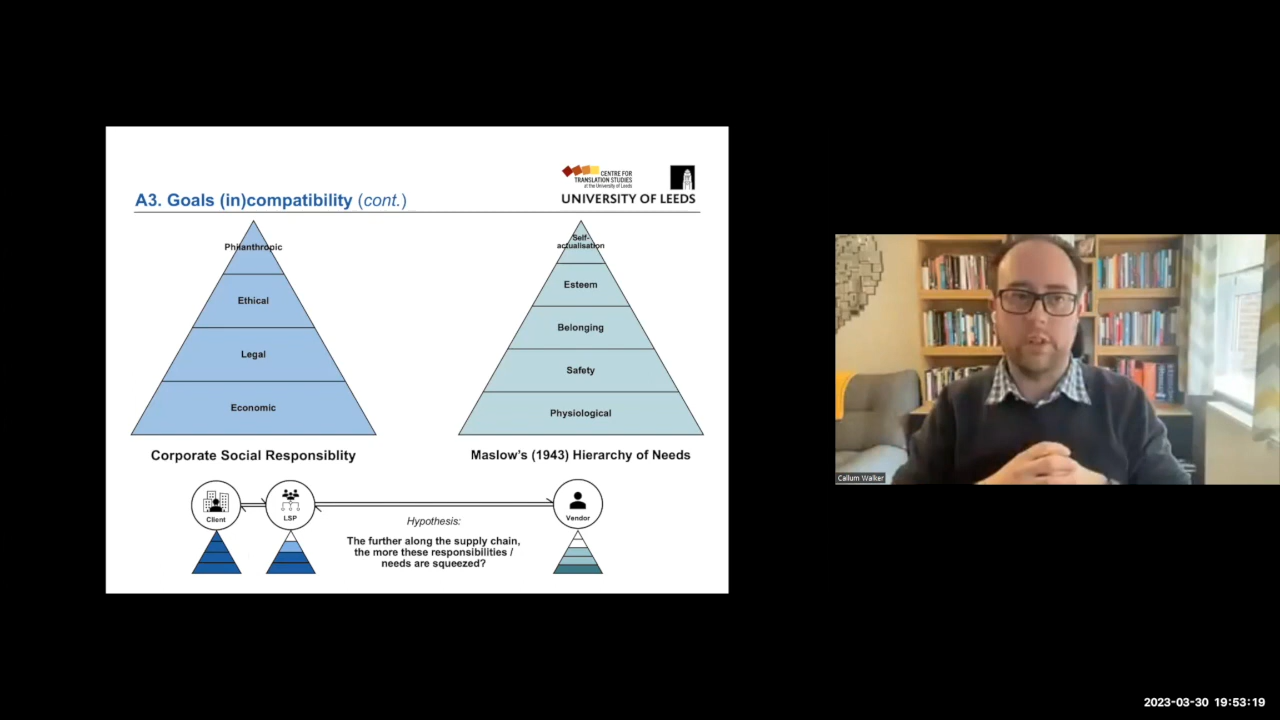 CENTRE FOR
TRANSLATION STUDIES
at the University of Leeds
UNIVERSITY OF LEEDS
A3. Goals (in)compatibility (cont.)
Philanthropic
Ethical
Legal
Economic
Corporate Social Responsiblity
Self-
actualisation
Esteem
Belonging
Safety
Physiological
Maslow's (1943) Hierarchy of Needs
Client
LSP
Vendor
Hypothesis:
The further along the supply chain,
the more these responsibilities /
needs are squeezed?
Callum Walker
2023-03-30 19:53:19